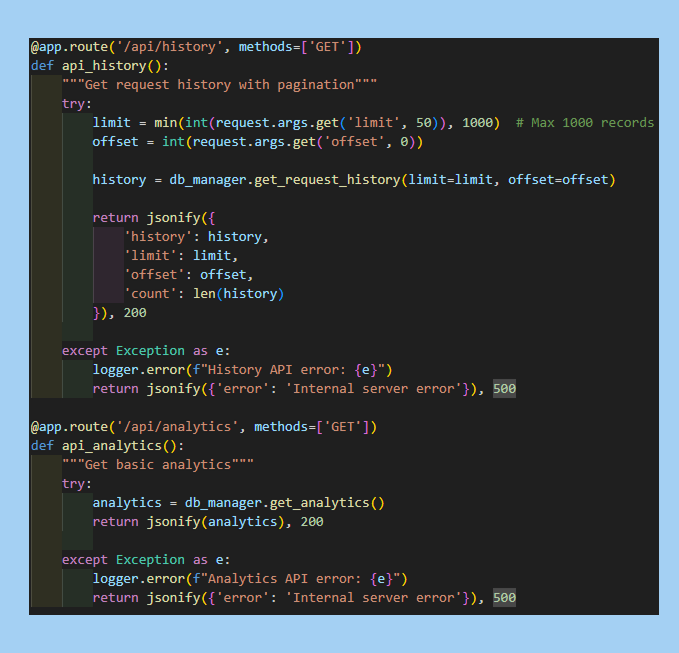 @app.route('/api/history', methods=['GET'])
def api_history():
    """Get request history with pagination"""
    try:
        limit = min(int(request.args.get('limit', 50)), 1000)  # Max 1000 records
        offset = int(request.args.get('offset', 0))

        history = db_manager.get_request_history(limit=limit, offset=offset)

        return jsonify({
            'history': history,
            'limit': limit,
            'offset': offset,
            'count': len(history)
        }), 200

    except Exception as e:
        logger.error(f"History API error: {e}")
        return jsonify({'error': 'Internal server error'}), 500

@app.route('/api/analytics', methods=['GET'])
def api_analytics():
    """Get basic analytics"""
    try:
        analytics = db_manager.get_analytics()
        return jsonify(analytics), 200

    except Exception as e:
        logger.error(f"Analytics API error: {e}")
        return jsonify({'error': 'Internal server error'}), 500